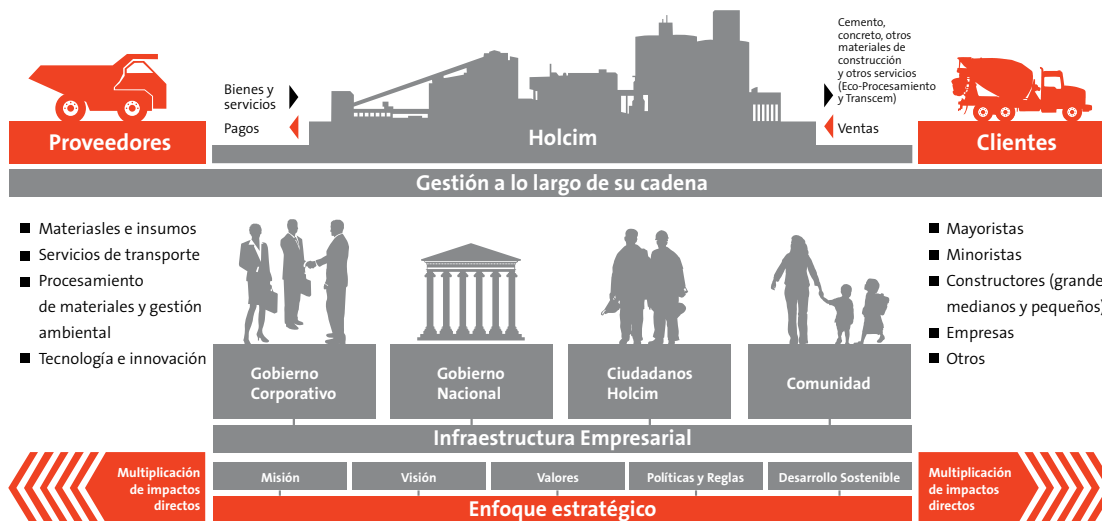 Bienes y
servicios
Pagos
Cemento,
concreto, otros
materiales de
construcción
y otros servicios
(Eco-Procesamiento
y Transcem)
Ventas
Proveedores
Holcim
Clientes
Gestión a lo largo de su cadena
Materiasles e insumos
Servicios de transporte
Procesamiento
de materiales y gestión
ambiental
Tecnología e innovación
Gobierno
Corporativo
Gobierno
Nacional
Ciudadanos
Holcim
Comunidad
Mayoristas
Minoristas
Constructores (grande
medianos y pequeños)
Empresas
Otros
Infraestructura Empresarial
Multiplicación
de impactos
directos
Misión
Visión
Valores
Políticas y Reglas
Desarrollo Sostenible
Enfoque estratégico
Multiplicación
de impactos
directos